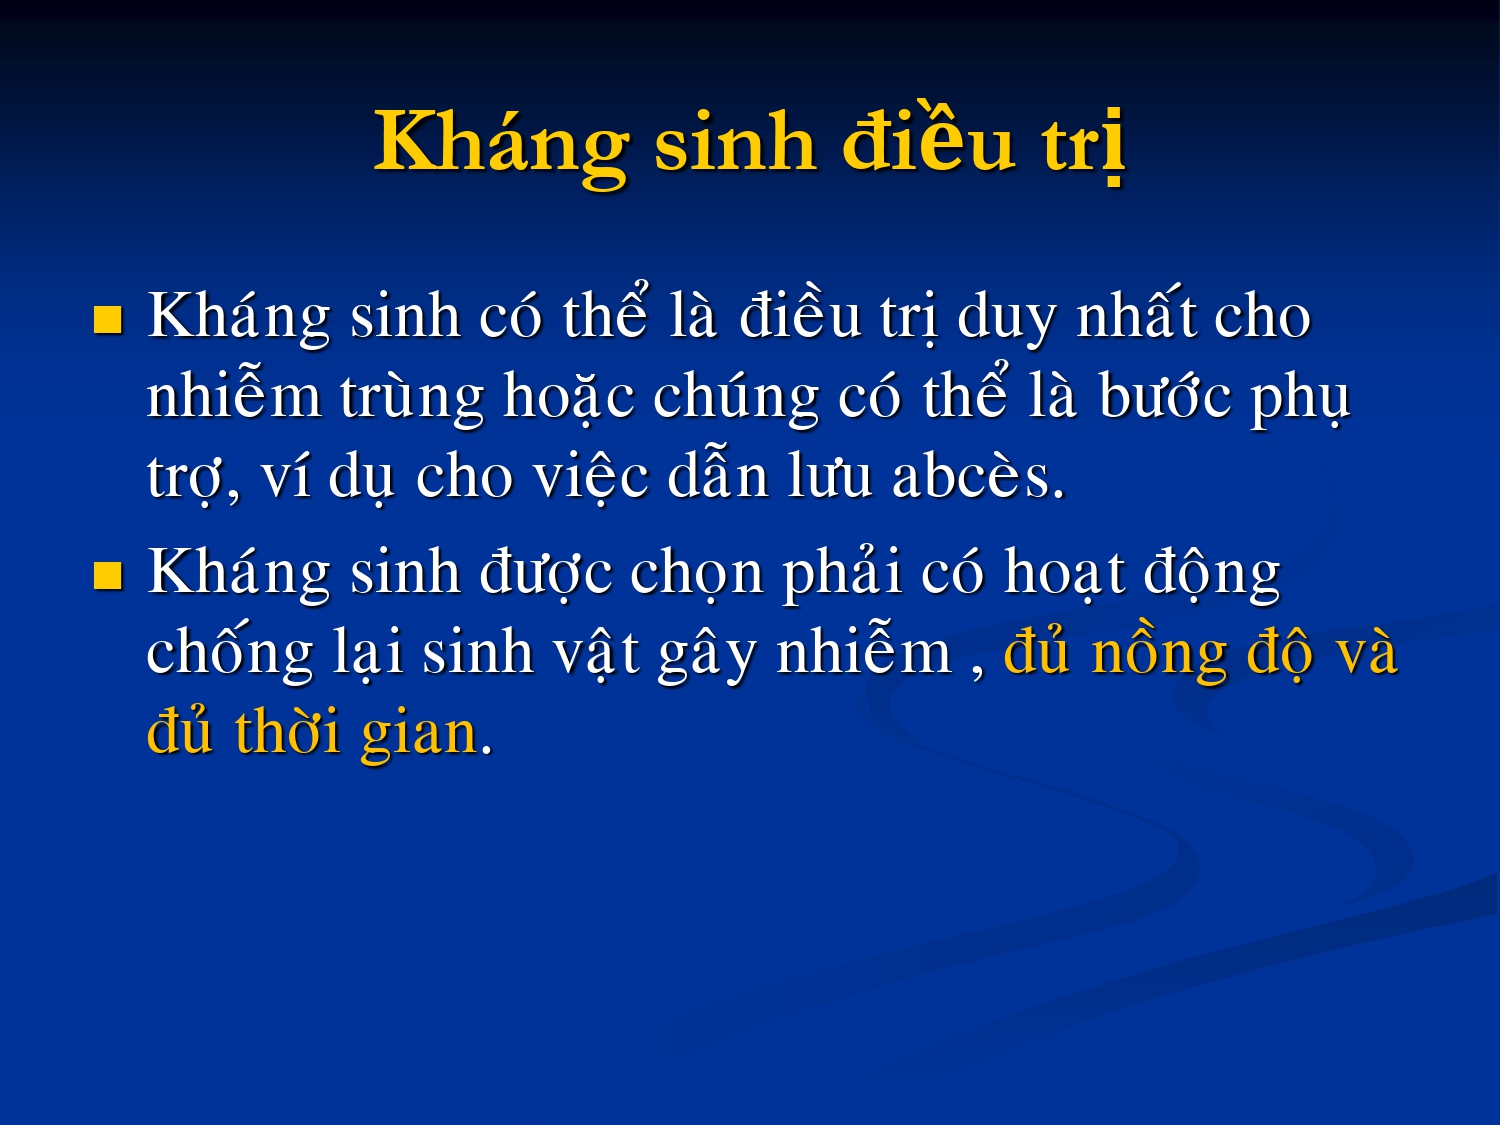 Kháng sinh điều trị
Kháng sinh có thể là điều trị duy nhất cho
nhiễm trùng hoặc chúng có thể là bước phụ
trợ, ví dụ cho việc dẫn lưu abcès.
Kháng sinh được chọn phải có hoạt động
chống lại sinh vật gây nhiễm , đủ nồng độ và
đủ thời gian.